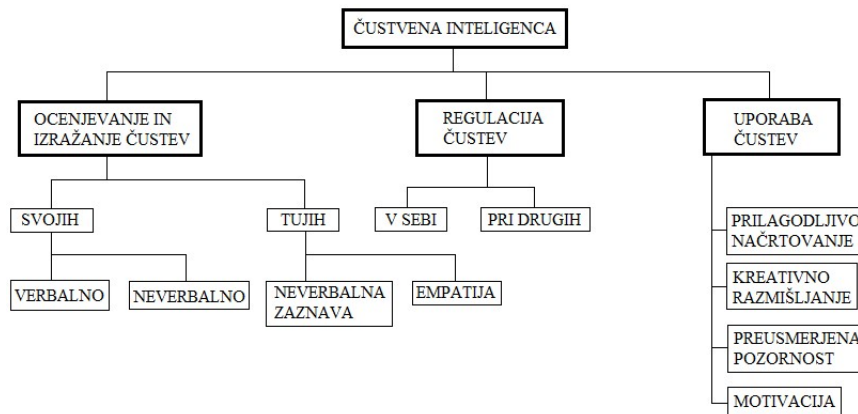 ČUSTVENA INTELIGENCA
OCENJEVANJE IN
IZRAŽANJE ČUSTEV
REGULACIJA
ČUSTEV
UPORABA
ČUSTEV
SVOJIH
TUJIH
V SEBI
PRI DRUGIH
VERBALNO
NEVERBALNO
NEVERBALNA
ZAZNAVA
EMPATIJA
PRILAGODLJIVO
NAČRTOVANJE
KREATIVNO
RAZMIŠLJANJE
PREUSMERJENA
POZORNOST
MOTIVACIJA